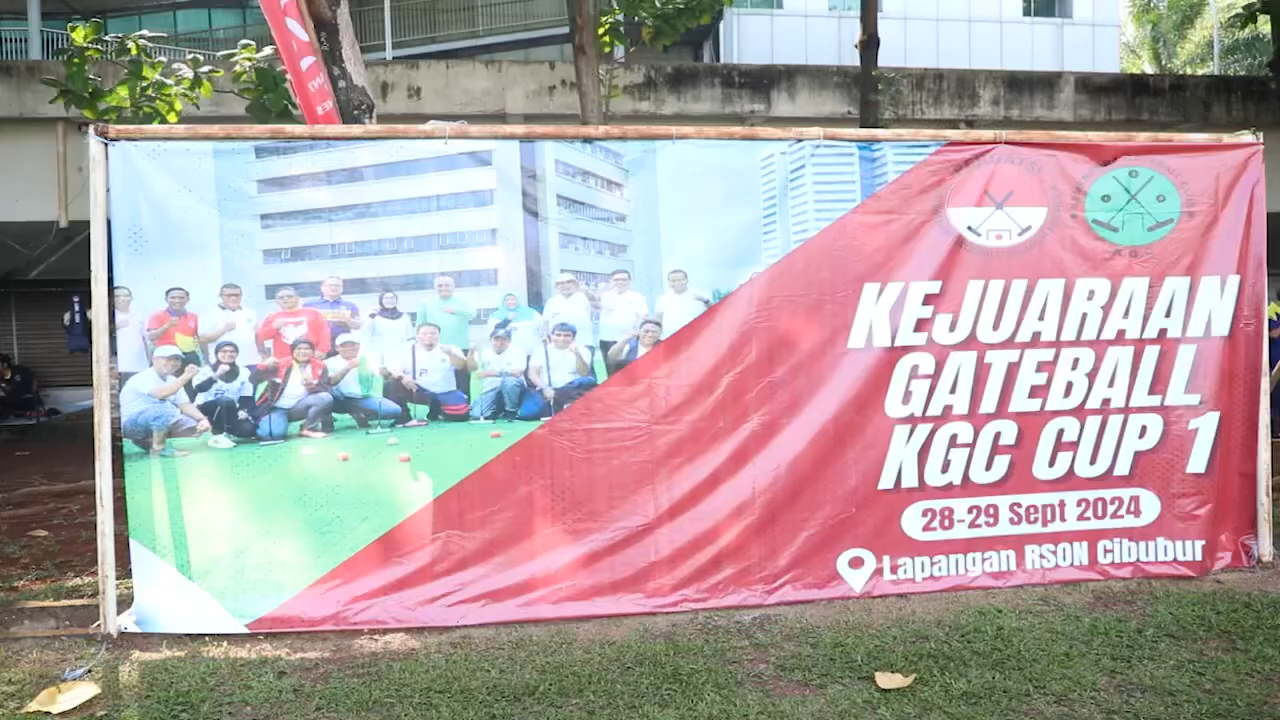 KEJUARAAN
GATEBALL
KGC CUP 1
28-29 Sept 2024
Lapangan RSON Cibubur